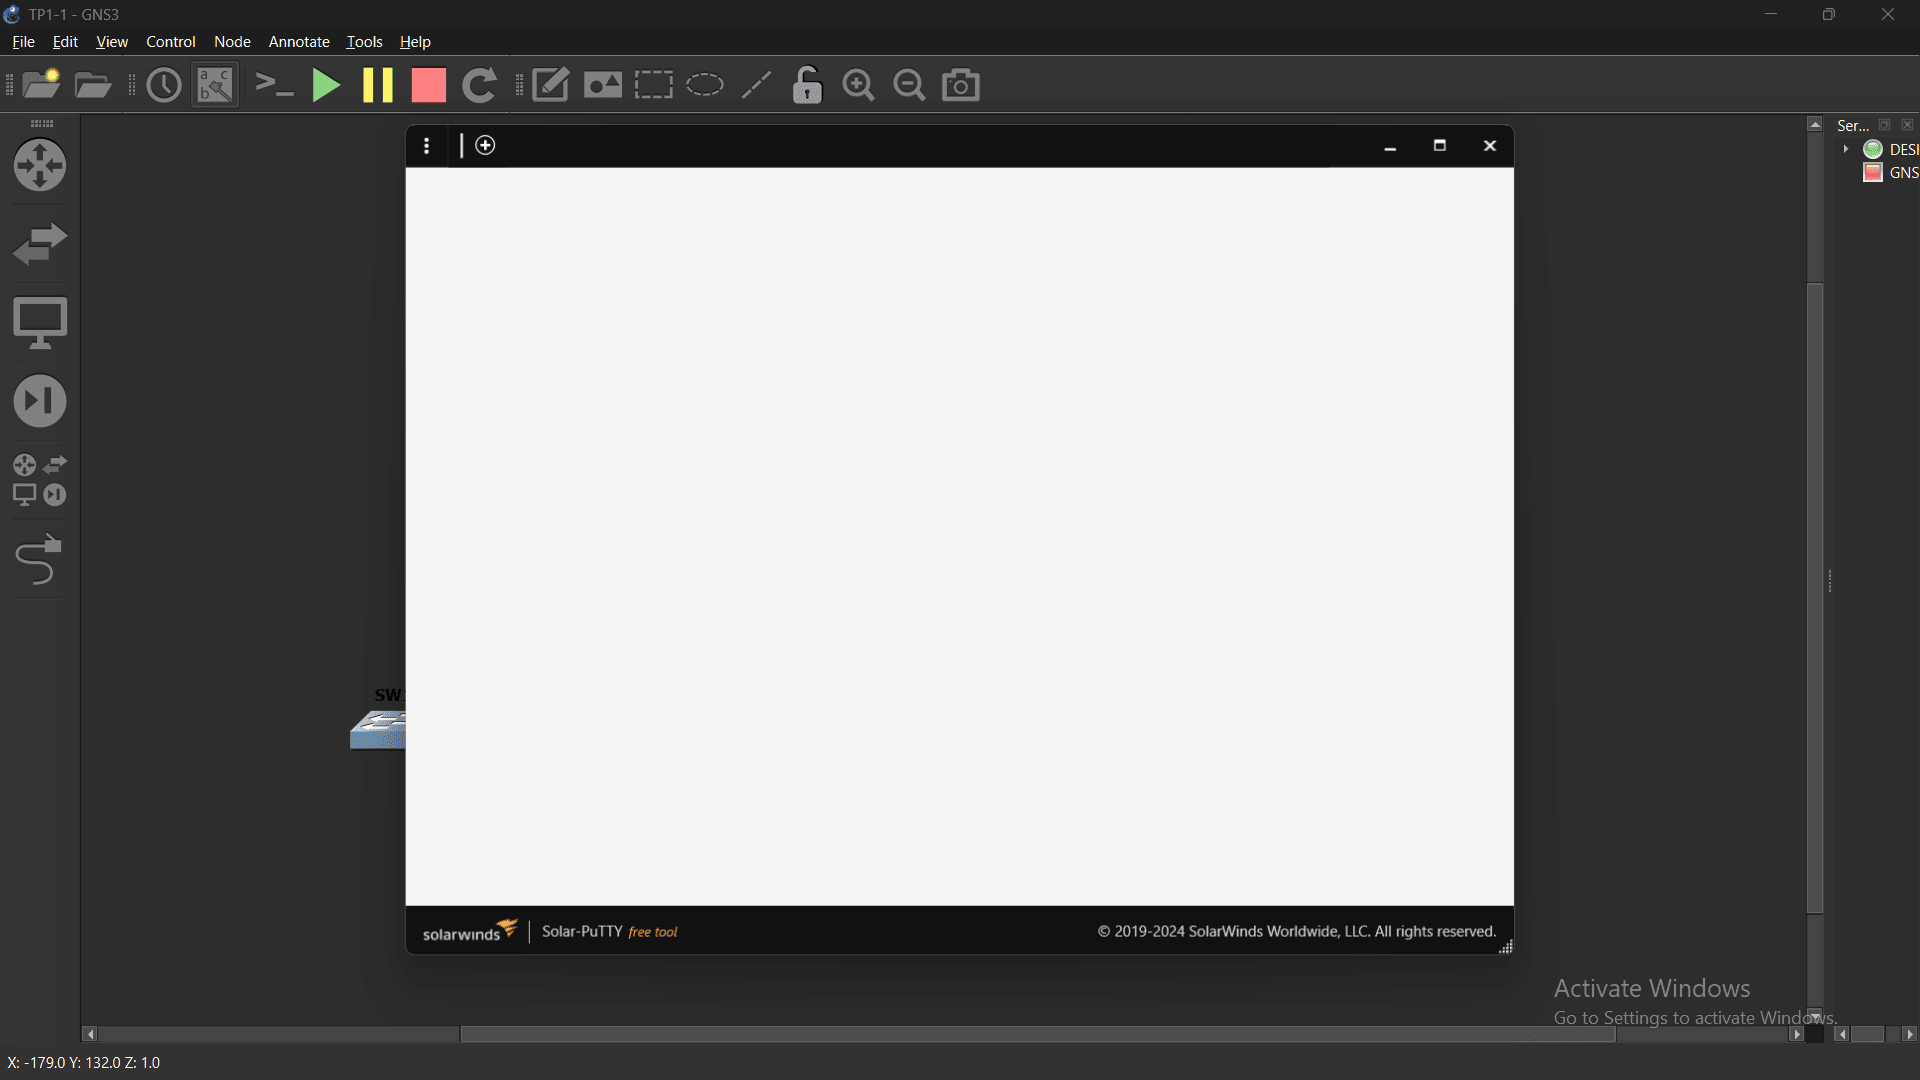 TP1-1 - GNS3
File Edit View Control Node Annotate Tools Help
a c
b
Ser...
DESH
GNS
SW
solarwinds Solar-PuTTY free tool
© 2019-2024 SolarWinds Worldwide, LLC. All rights reserved.
Activate Windows
Go to Settings to activate Windows.
X: -179.0 Y: 132.0 Z: 1.0